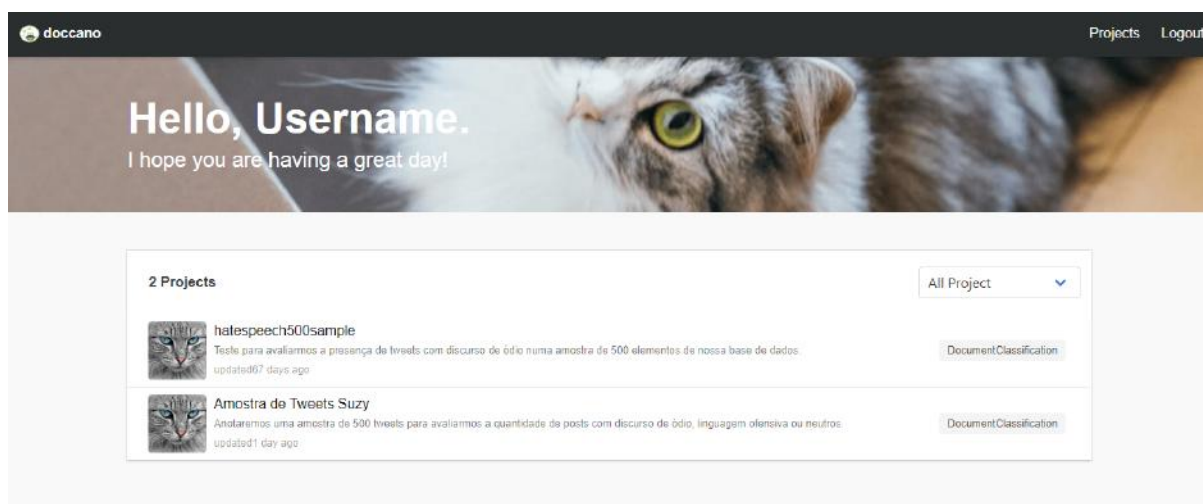 doccano
Projects Logout
Hello, Username.
I hope you are having a great day!
2 Projects
All Project
hatespeech500sample
Teste para avaliarmos a presença de tweets com discurso de ódio numa amostra de 500 elementos de nossa base de dados.
DocumentClassification
updated67 days ago
Amostra de Tweets Suzy
Anotaremos uma amostra de 500 tweets para avaliarmos a quantidade de posts com discurso de ódio, linguagem ofensiva ou neutros.
DocumentClassification
updated1 day ago